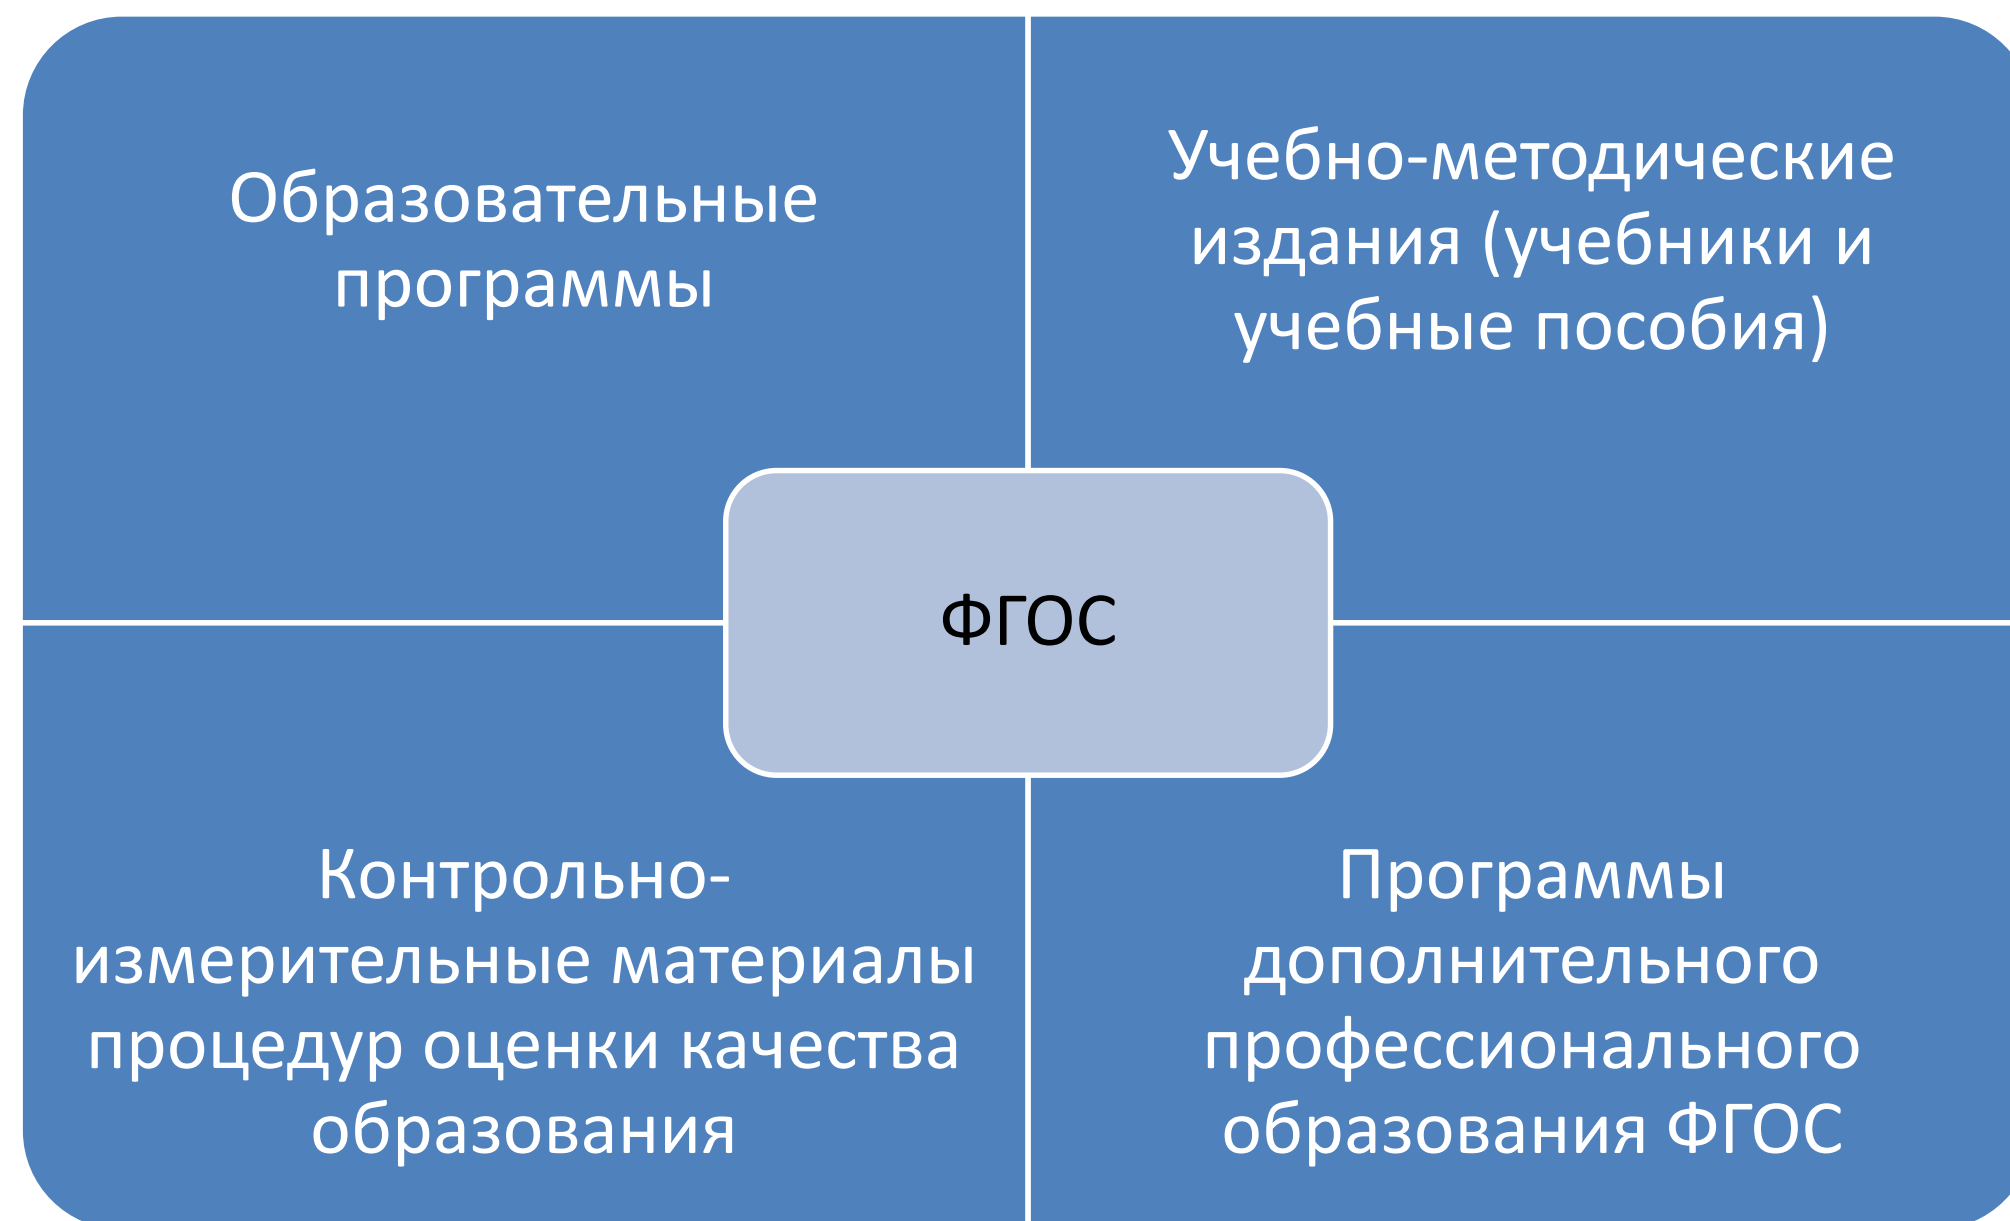 Образовательные
программы
Учебно-методические
издания (учебники и
учебные пособия)
ФГОС
Контрольно-
измерительные материалы
процедур оценки качества
образования
Программы
дополнительного
профессионального
образования ФГОС